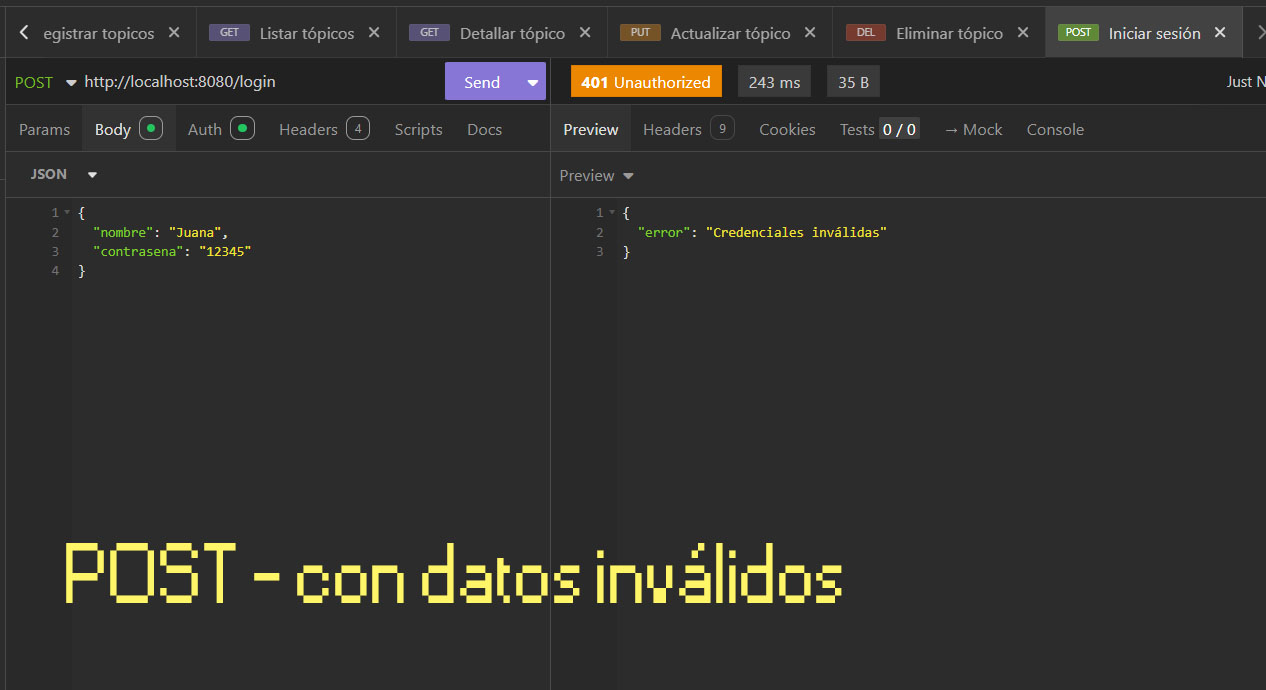 egistrar topicos ✕ GET Listar tópicos ✕ GET Detallar tópico ✕ PUT Actualizar tópico ✕ DEL Eliminar tópico ✕ POST Iniciar sesión ✕
POST http://localhost:8080/login Send 401 Unauthorized 243 ms 35 B Just N
Params Body Auth Headers 4 Scripts Docs Preview Headers 9 Cookies Tests 0 / 0 → Mock Console
JSON Preview
1 {
2 "nombre": "Juana",
3 "contrasena": "12345"
4 }
1 {
2 "error": "Credenciales inválidas"
3 }
POST - con datos inválidos